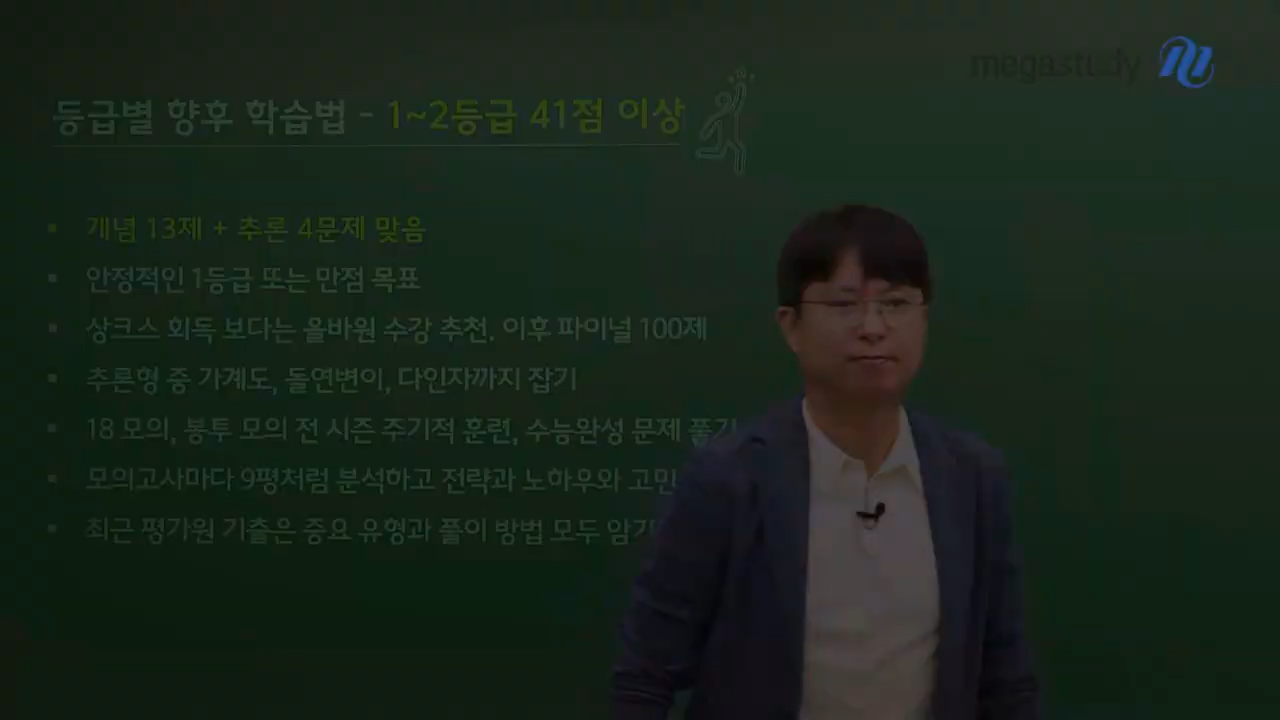 megastudy
등급별 향후 학습법 - 1~2등급 41점 이상
개념 13제 + 추론 4문제 맞음
안정적인 1등급 또는 만점 목표
상크스 회득 보다는 올바원 수강 추천. 이후 파이널 100제
추론형 중 가계도, 돌연변이, 다인자까지 잡기
18 모의, 봉투 모의 전 시즌 주기적 훈련, 수능완성 문제 풀기
모의고사마다 9평처럼 분석하고 전략과 노하우와 고민
최근 평가원 기출은 중요 유형과 풀이 방법 모두 암기